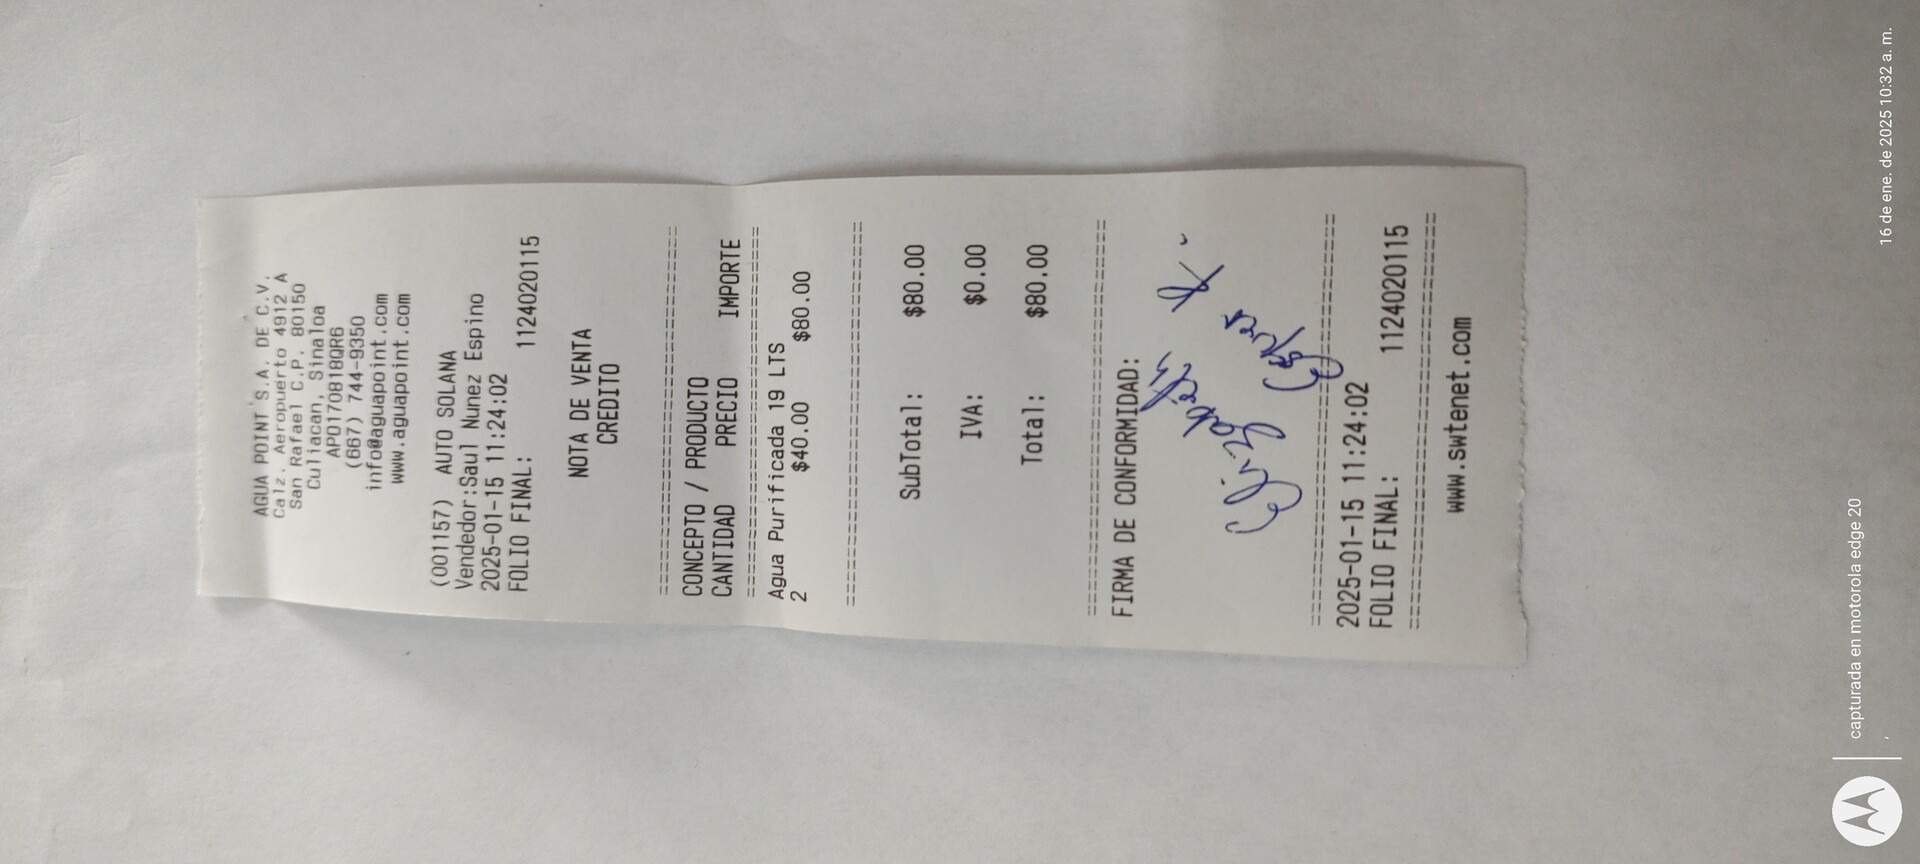 AGUA POINT'S.A. DE C.V.
Calz. Aeropuerto 4912 A
San Rafael C.P. 80150
Culiacan, Sinaloa
APO170818QR6
(667) 744-9350
info@aguapoint.com
www.aguapoint.com
(001157) AUTO SOLANA
Vendedor:Saul Nunez Espino
2025-01-15 11:24:02
FOLIO FINAL: 1124020115
NOTA DE VENTA
CREDITO
==============================
CONCEPTO / PRODUCTO
CANTIDAD PRECIO IMPORTE
==============================
Agua Purificada 19 LTS
2 $40.00 $80.00
==============================
SubTotal: $80.00
IVA: $0.00
Total: $80.00
==============================
FIRMA DE CONFORMIDAD:
Elizabeth
==============================
2025-01-15 11:24:02
FOLIO FINAL: 1124020115
==============================
www.swtenet.com
capturada en motorola edge 20
16 de ene. de 2025 10:32 a. m.